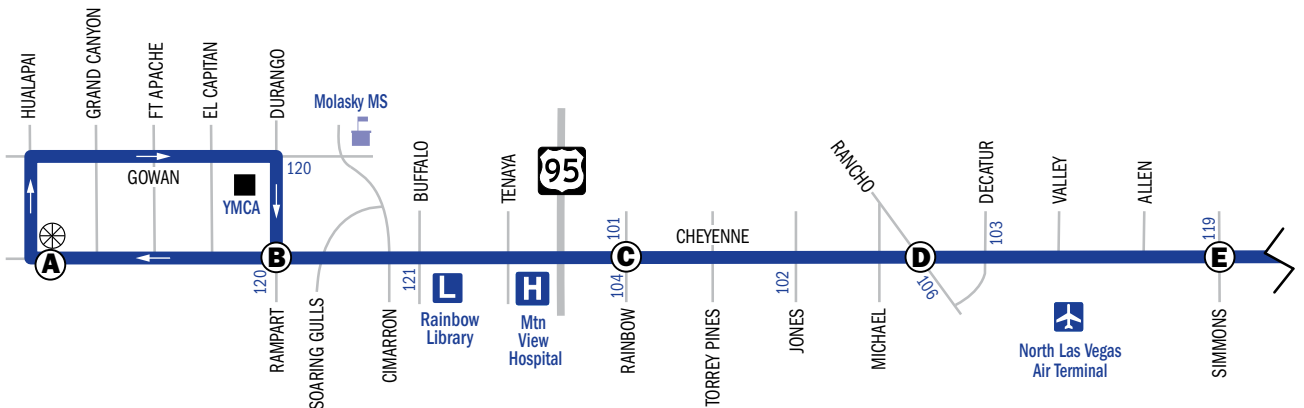 HUALAPAI
GRAND CANYON
FT APACHE
EL CAPITAN
DURANGO
Molasky MS
BUFFALO
TENAYA
95
RANCHO
DECATUR
VALLEY
ALLEN
GOWAN
120
YMCA
101
CHEYENNE
103
119
A
B
C
D
E
120
121
104
102
106
L
H
RAMPART
SOARING GULLS
CIMARRON
Rainbow
Library
Mtn
View
Hospital
RAINBOW
TORREY PINES
JONES
MICHAEL
North Las Vegas
Air Terminal
SIMMONS